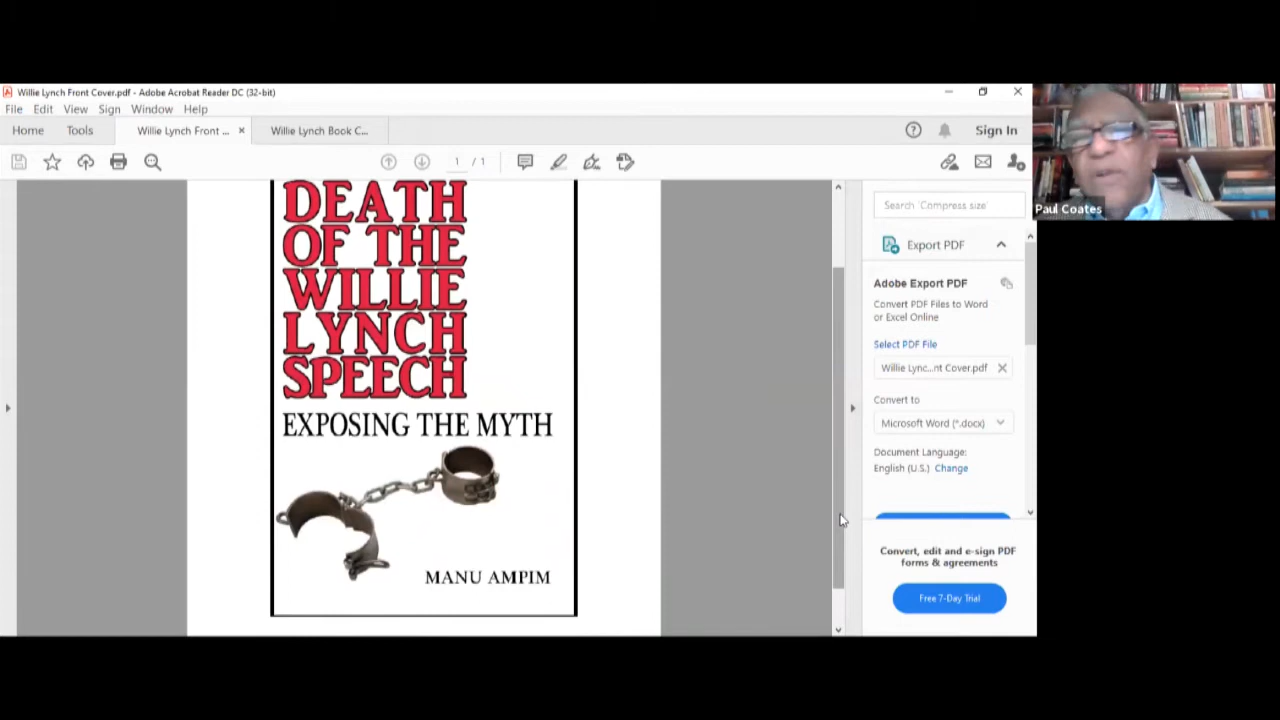 Willie Lynch Front Cover.pdf - Adobe Acrobat Reader DC (32-bit)
File Edit View Sign Window Help
Home Tools Willie Lynch Front ... × Willie Lynch Book C... Sign In
1 / 1
DEATH
OF THE
WILLIE
LYNCH
SPEECH
EXPOSING THE MYTH
MANU AMPIM
Search 'Compress size'
Export PDF
Adobe Export PDF
Convert PDF Files to Word
or Excel Online
Select PDF File
Willie Lync...nt Cover.pdf
Convert to
Microsoft Word (*.docx)
Document Language:
English (U.S.) Change
Convert, edit and e-sign PDF
forms & agreements
Free 7-Day Trial
Paul Coates